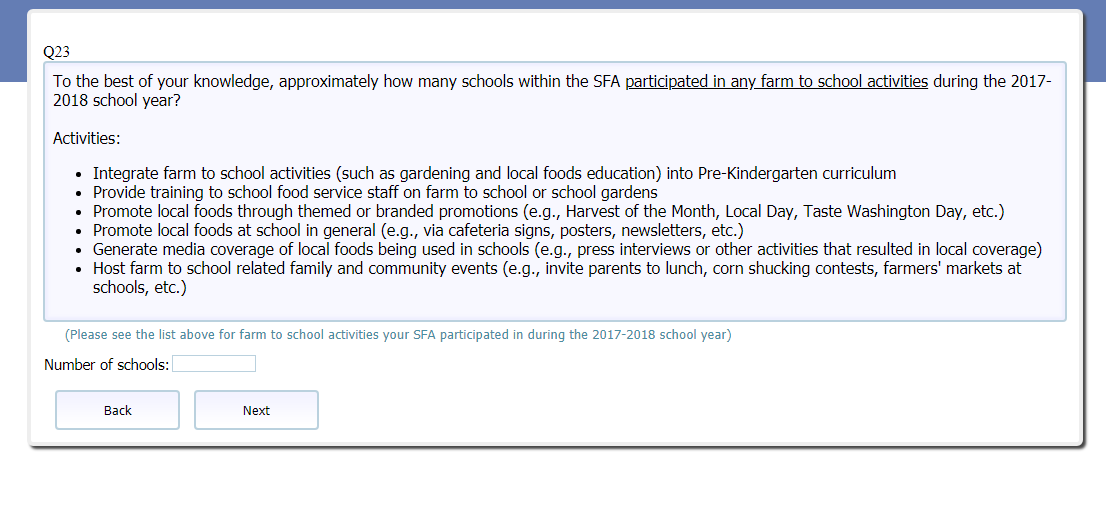 Q23
To the best of your knowledge, approximately how many schools within the SFA participated in any farm to school activities during the 2017-
2018 school year?
Activities:
• Integrate farm to school activities (such as gardening and local foods education) into Pre-Kindergarten curriculum
• Provide training to school food service staff on farm to school or school gardens
• Promote local foods through themed or branded promotions (e.g., Harvest of the Month, Local Day, Taste Washington Day, etc.)
• Promote local foods at school in general (e.g., via cafeteria signs, posters, newsletters, etc.)
• Generate media coverage of local foods being used in schools (e.g., press interviews or other activities that resulted in local coverage)
• Host farm to school related family and community events (e.g., invite parents to lunch, corn shucking contests, farmers' markets at
schools, etc.)
(Please see the list above for farm to school activities your SFA participated in during the 2017-2018 school year)
Number of schools:
Back Next